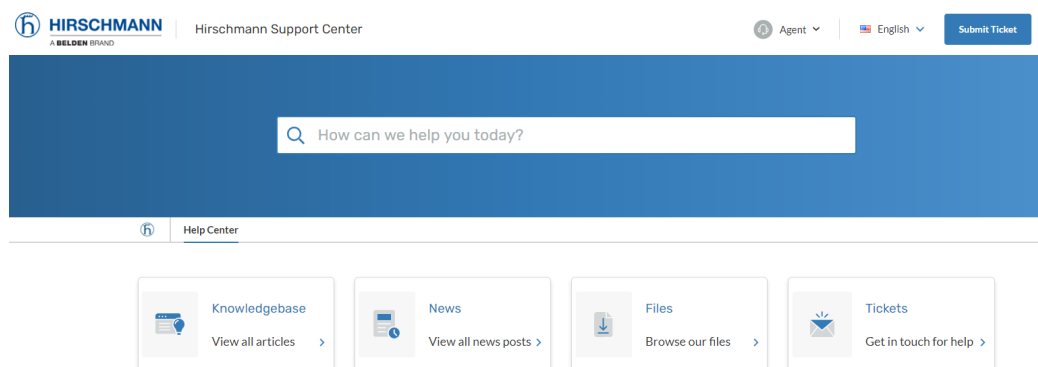 HIRSCHMANN
A BELDEN BRAND
Hirschmann Support Center
Agent
English
Submit Ticket
How can we help you today?
Help Center
Knowledgebase
View all articles
News
View all news posts
Files
Browse our files
Tickets
Get in touch for help